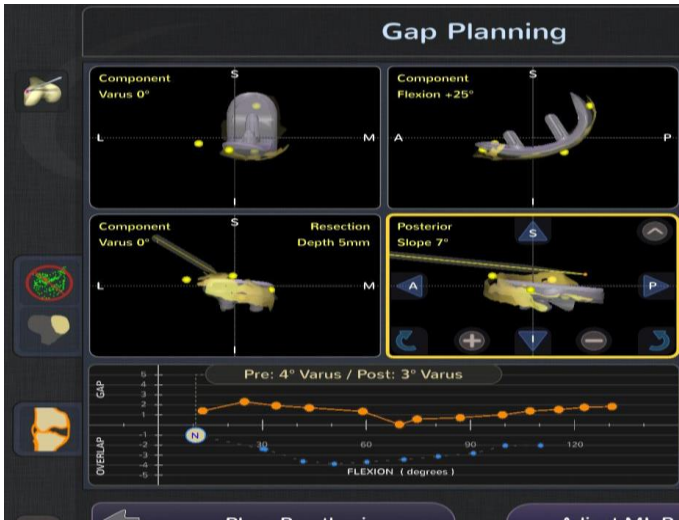 Gap Planning
Component
Varus 0°
S
L
M
I
Component
Flexion +25°
S
A
P
I
Component
Varus 0°
S
Resection
Depth 5mm
L
M
I
Posterior
Slope 7°
S
A
P
I
Pre: 4° Varus / Post: 3° Varus
GAP
5
4
3
2
1
N
30
60
90
120
OVERLAP
-1
-2
-3
-4
-5
FLEXION ( degrees )